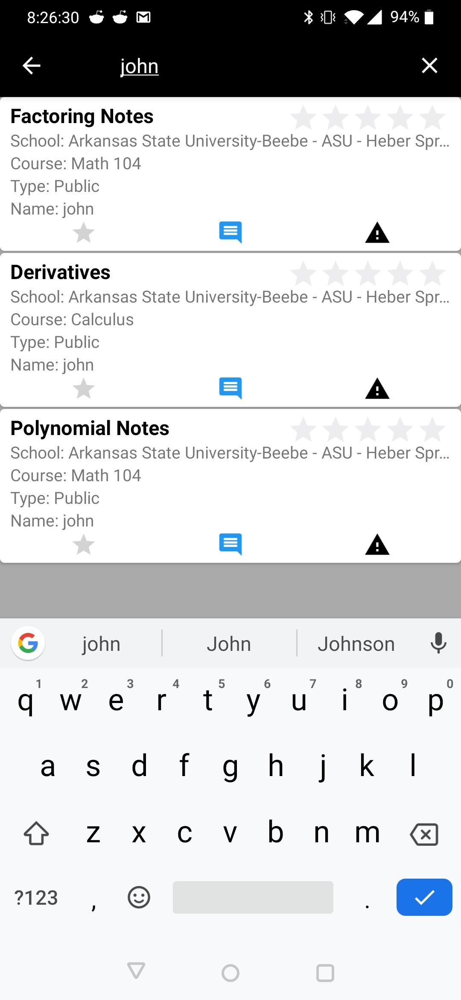 8:26:30 94%
john
Factoring Notes
School: Arkansas State University-Beebe - ASU - Heber Spr...
Course: Math 104
Type: Public
Name: john
Derivatives
School: Arkansas State University-Beebe - ASU - Heber Spr...
Course: Calculus
Type: Public
Name: john
Polynomial Notes
School: Arkansas State University-Beebe - ASU - Heber Spr...
Course: Math 104
Type: Public
Name: john
john John Johnson
1 2 3 4 5 6 7 8 9 0
q w e r t y u i o p
a s d f g h j k l
z x c v b n m
?123 , .